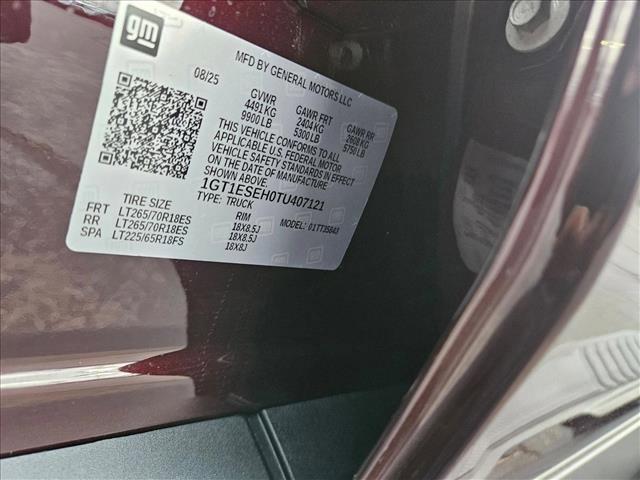 gm
MFD BY GENERAL MOTORS LLC
08/25
GVWR GAWR FRT GAWR RR
4491 KG 2404 KG 2608 KG
9900 LB 5300 LB 5750 LB
THIS VEHICLE CONFORMS TO ALL
APPLICABLE U.S. FEDERAL MOTOR
VEHICLE SAFETY STANDARDS IN EFFECT
ON THE DATE OF MANUFACTURE
SHOWN ABOVE.
1GT1ESEH0TU407121
TYPE: TRUCK MODEL: 01TT35843
TIRE SIZE RIM
FRT LT265/70R18ES 18X8.5J
RR LT265/70R18ES 18X8.5J
SPA LT225/65R18FS 18X8J